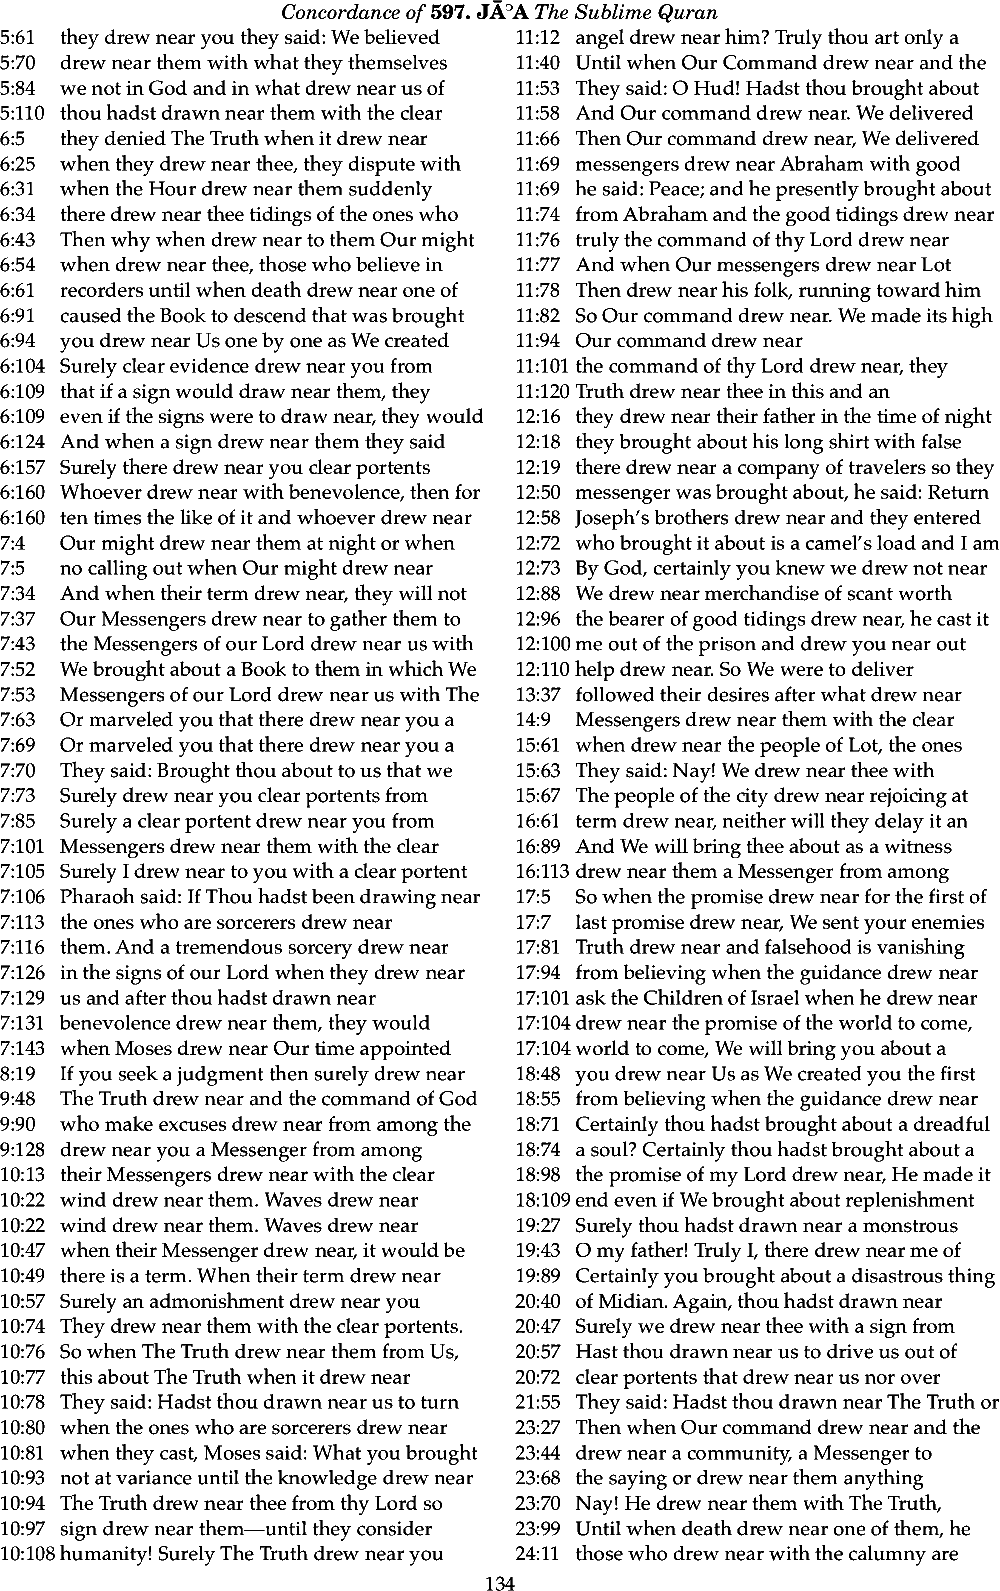 Concordance of 597. JĀʾA The Sublime Quran
5:61 they drew near you they said: We believed
5:70 drew near them with what they themselves
5:84 we not in God and in what drew near us of
5:110 thou hadst drawn near them with the clear
6:5 they denied The Truth when it drew near
6:25 when they drew near thee, they dispute with
6:31 when the Hour drew near them suddenly
6:34 there drew near thee tidings of the ones who
6:43 Then why when drew near to them Our might
6:54 when drew near thee, those who believe in
6:61 recorders until when death drew near one of
6:91 caused the Book to descend that was brought
6:94 you drew near Us one by one as We created
6:104 Surely clear evidence drew near you from
6:109 that if a sign would draw near them, they
6:109 even if the signs were to draw near, they would
6:124 And when a sign drew near them they said
6:157 Surely there drew near you clear portents
6:160 Whoever drew near with benevolence, then for
6:160 ten times the like of it and whoever drew near
7:4 Our might drew near them at night or when
7:5 no calling out when Our might drew near
7:34 And when their term drew near, they will not
7:37 Our Messengers drew near to gather them to
7:43 the Messengers of our Lord drew near us with
7:52 We brought about a Book to them in which We
7:53 Messengers of our Lord drew near us with The
7:63 Or marveled you that there drew near you a
7:69 Or marveled you that there drew near you a
7:70 They said: Brought thou about to us that we
7:73 Surely drew near you clear portents from
7:85 Surely a clear portent drew near you from
7:101 Messengers drew near them with the clear
7:105 Surely I drew near to you with a clear portent
7:106 Pharaoh said: If Thou hadst been drawing near
7:113 the ones who are sorcerers drew near
7:116 them. And a tremendous sorcery drew near
7:126 in the signs of our Lord when they drew near
7:129 us and after thou hadst drawn near
7:131 benevolence drew near them, they would
7:143 when Moses drew near Our time appointed
8:19 If you seek a judgment then surely drew near
9:48 The Truth drew near and the command of God
9:90 who make excuses drew near from among the
9:128 drew near you a Messenger from among
10:13 their Messengers drew near with the clear
10:22 wind drew near them. Waves drew near
10:22 wind drew near them. Waves drew near
10:47 when their Messenger drew near, it would be
10:49 there is a term. When their term drew near
10:57 Surely an admonishment drew near you
10:74 They drew near them with the clear portents.
10:76 So when The Truth drew near them from Us,
10:77 this about The Truth when it drew near
10:78 They said: Hadst thou drawn near us to turn
10:80 when the ones who are sorcerers drew near
10:81 when they cast, Moses said: What you brought
10:93 not at variance until the knowledge drew near
10:94 The Truth drew near thee from thy Lord so
10:97 sign drew near them—until they consider
10:108 humanity! Surely The Truth drew near you
11:12 angel drew near him? Truly thou art only a
11:40 Until when Our Command drew near and the
11:53 They said: O Hud! Hadst thou brought about
11:58 And Our command drew near. We delivered
11:66 Then Our command drew near, We delivered
11:69 messengers drew near Abraham with good
11:69 he said: Peace; and he presently brought about
11:74 from Abraham and the good tidings drew near
11:76 truly the command of thy Lord drew near
11:77 And when Our messengers drew near Lot
11:78 Then drew near his folk, running toward him
11:82 So Our command drew near. We made its high
11:94 Our command drew near
11:101 the command of thy Lord drew near, they
11:120 Truth drew near thee in this and an
12:16 they drew near their father in the time of night
12:18 they brought about his long shirt with false
12:19 there drew near a company of travelers so they
12:50 messenger was brought about, he said: Return
12:58 Joseph's brothers drew near and they entered
12:72 who brought it about is a camel's load and I am
12:73 By God, certainly you knew we drew not near
12:88 We drew near merchandise of scant worth
12:96 the bearer of good tidings drew near, he cast it
12:100 me out of the prison and drew you near out
12:110 help drew near. So We were to deliver
13:37 followed their desires after what drew near
14:9 Messengers drew near them with the clear
15:61 when drew near the people of Lot, the ones
15:63 They said: Nay! We drew near thee with
15:67 The people of the city drew near rejoicing at
16:61 term drew near, neither will they delay it an
16:89 And We will bring thee about as a witness
16:113 drew near them a Messenger from among
17:5 So when the promise drew near for the first of
17:7 last promise drew near, We sent your enemies
17:81 Truth drew near and falsehood is vanishing
17:94 from believing when the guidance drew near
17:101 ask the Children of Israel when he drew near
17:104 drew near the promise of the world to come,
17:104 world to come, We will bring you about a
18:48 you drew near Us as We created you the first
18:55 from believing when the guidance drew near
18:71 Certainly thou hadst brought about a dreadful
18:74 a soul? Certainly thou hadst brought about a
18:98 the promise of my Lord drew near, He made it
18:109 end even if We brought about replenishment
19:27 Surely thou hadst drawn near a monstrous
19:43 O my father! Truly I, there drew near me of
19:89 Certainly you brought about a disastrous thing
20:40 of Midian. Again, thou hadst drawn near
20:47 Surely we drew near thee with a sign from
20:57 Hast thou drawn near us to drive us out of
20:72 clear portents that drew near us nor over
21:55 They said: Hadst thou drawn near The Truth or
23:27 Then when Our command drew near and the
23:44 drew near a community, a Messenger to
23:68 the saying or drew near them anything
23:70 Nay! He drew near them with The Truth,
23:99 Until when death drew near one of them, he
24:11 those who drew near with the calumny are
134